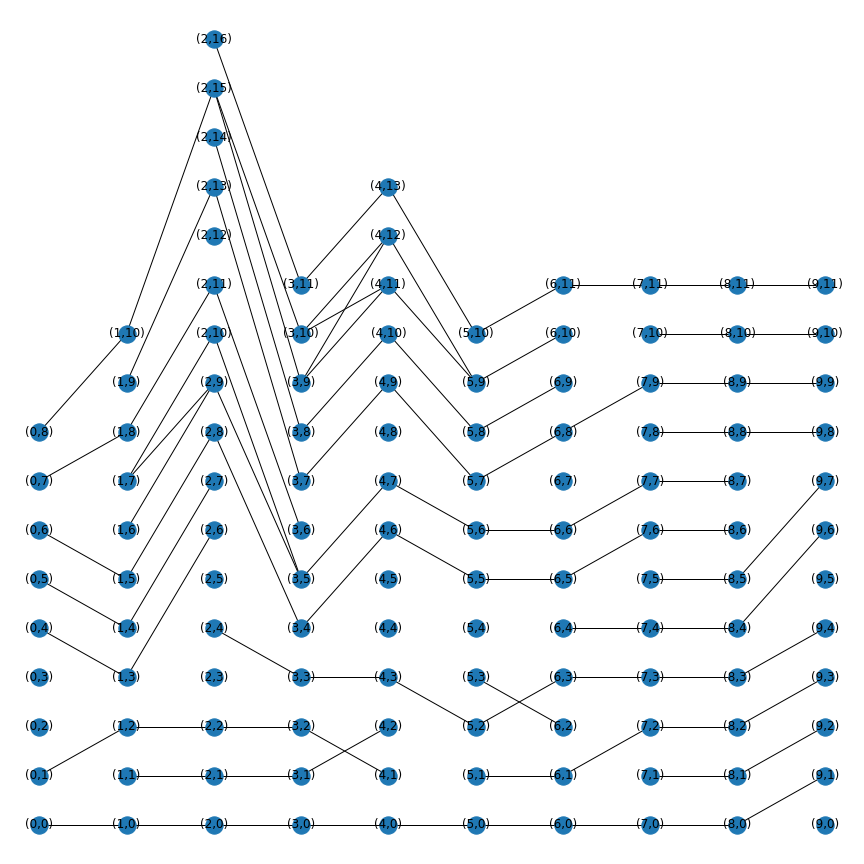 (2,16)
(2,15)
(2,14)
(2,13) (4,13)
(2,12) (4,12)
(2,11) (3,11) (4,11) (6,11) (7,11) (8,11) (9,11)
(1,10) (2,10) (3,10) (4,10) (5,10) (6,10) (7,10) (8,10) (9,10)
(1,9) (2,9) (3,9) (4,9) (5,9) (6,9) (7,9) (8,9) (9,9)
(0,8) (1,8) (2,8) (3,8) (4,8) (5,8) (6,8) (7,8) (8,8) (9,8)
(0,7) (1,7) (2,7) (3,7) (4,7) (5,7) (6,7) (7,7) (8,7) (9,7)
(0,6) (1,6) (2,6) (3,6) (4,6) (5,6) (6,6) (7,6) (8,6) (9,6)
(0,5) (1,5) (2,5) (3,5) (4,5) (5,5) (6,5) (7,5) (8,5) (9,5)
(0,4) (1,4) (2,4) (3,4) (4,4) (5,4) (6,4) (7,4) (8,4) (9,4)
(0,3) (1,3) (2,3) (3,3) (4,3) (5,3) (6,3) (7,3) (8,3) (9,3)
(0,2) (1,2) (2,2) (3,2) (4,2) (5,2) (6,2) (7,2) (8,2) (9,2)
(0,1) (1,1) (2,1) (3,1) (4,1) (5,1) (6,1) (7,1) (8,1) (9,1)
(0,0) (1,0) (2,0) (3,0) (4,0) (5,0) (6,0) (7,0) (8,0) (9,0)